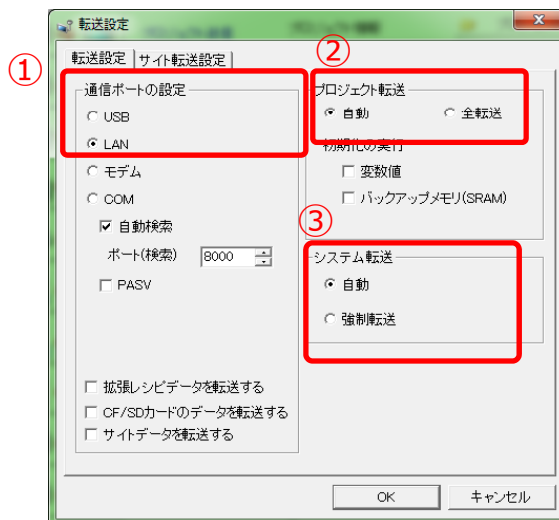 転送設定
転送設定
サイト転送設定
①
通信ポートの設定
USB
LAN
モデム
COM
自動検索
ポート(検索) 8000
PASV
拡張レシピデータを転送する
CF/SDカードのデータを転送する
サイトデータを転送する
②
プロジェクト転送
自動 全転送
初期化の実行
変数値
バックアップメモリ(SRAM)
③
システム転送
自動
強制転送
OK
キャンセル